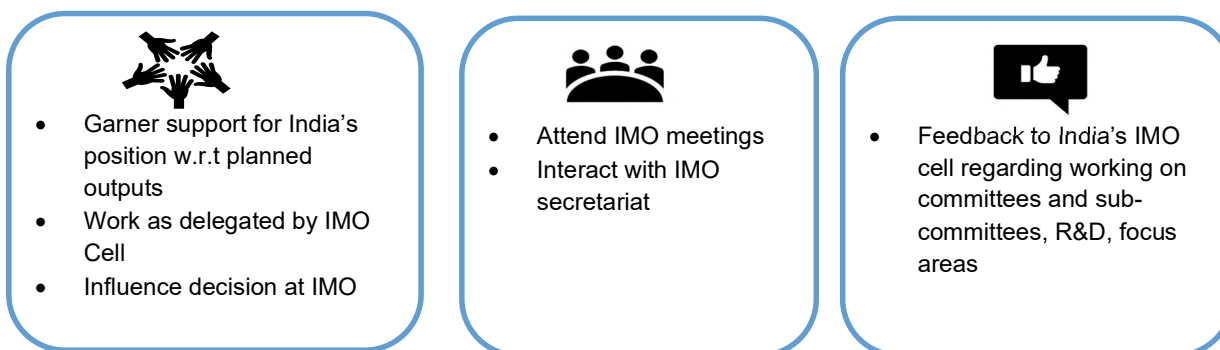 • Garner support for India’s
position w.r.t planned
outputs
• Work as delegated by IMO
Cell
• Influence decision at IMO
• Attend IMO meetings
• Interact with IMO
secretariat
• Feedback to India’s IMO
cell regarding working on
committees and sub-
committees, R&D, focus
areas